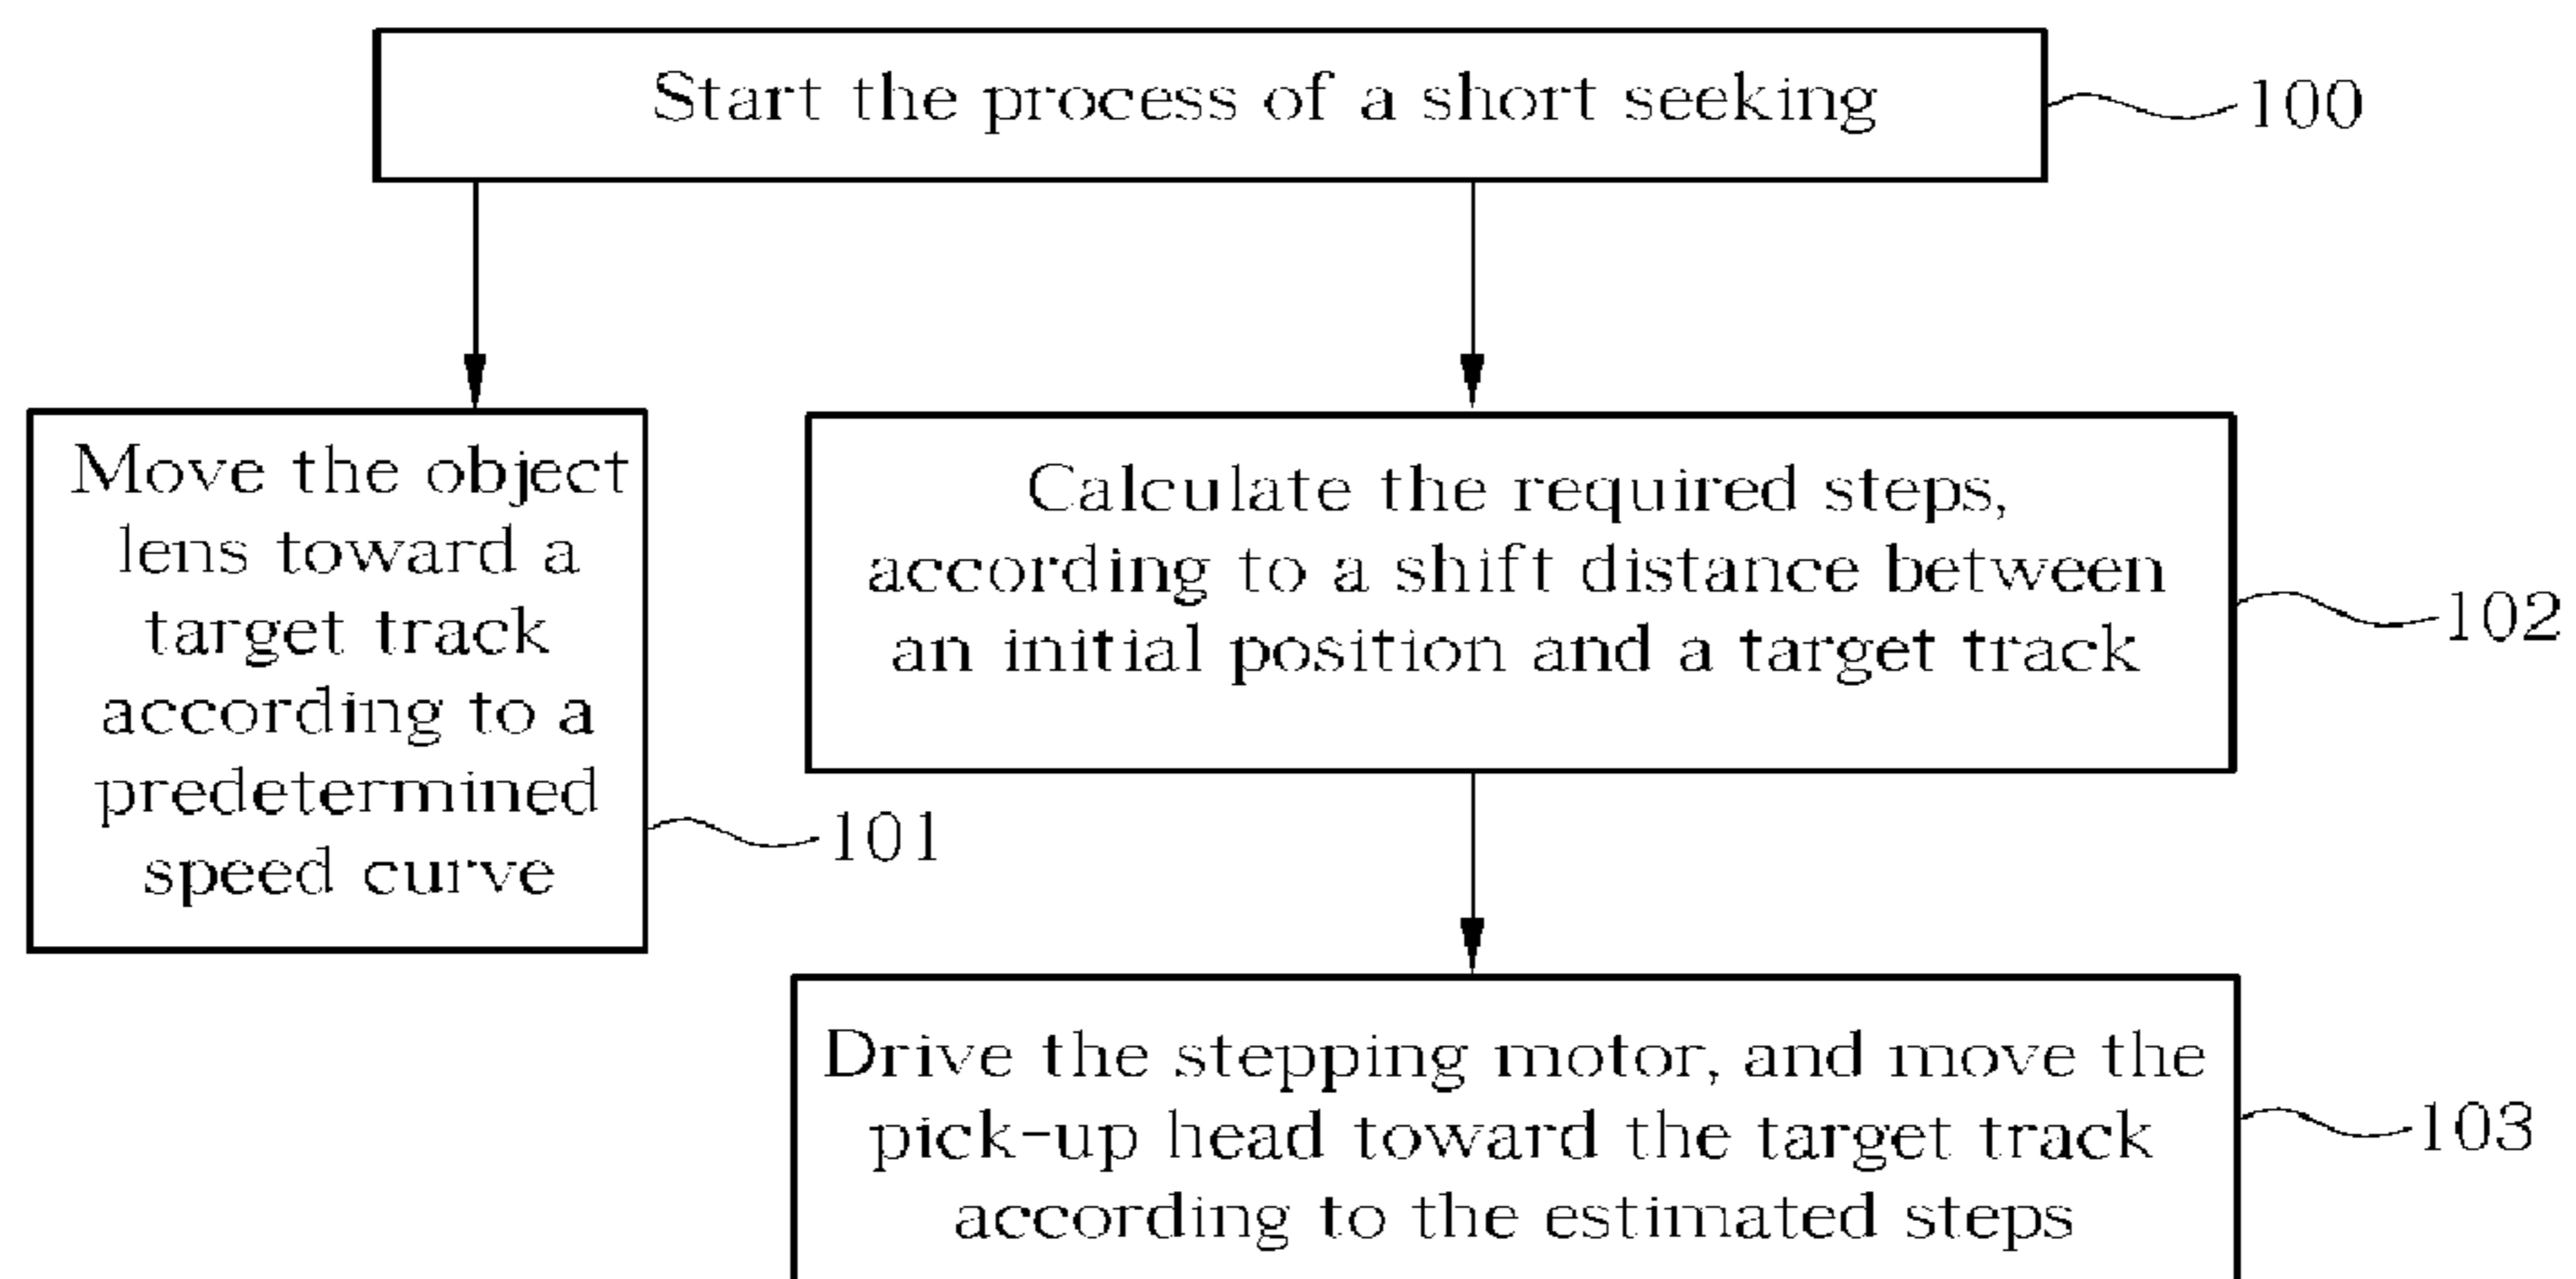 Start the process of a short seeking
100
Move the object
lens toward a
target track
according to a
predetermined
speed curve
101
Calculate the required steps,
according to a shift distance between
an initial position and a target track
102
Drive the stepping motor, and move the
pick-up head toward the target track
according to the estimated steps
103